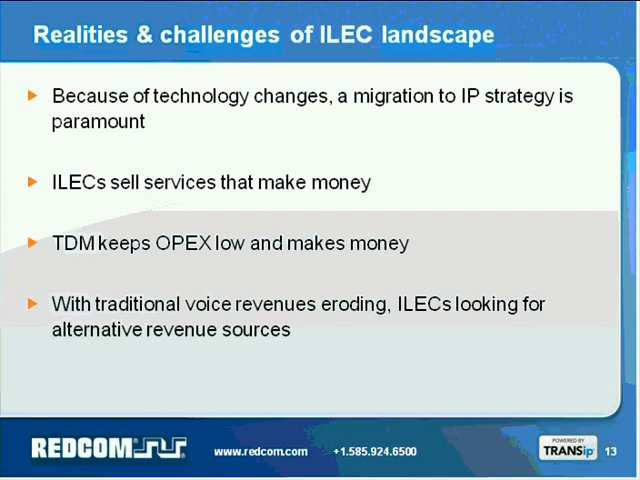 Realities & challenges of ILEC landscape
Because of technology changes, a migration to IP strategy is
paramount
ILECs sell services that make money
TDM keeps OPEX low and makes money
With traditional voice revenues eroding, ILECs looking for
alternative revenue sources
REDCOM www.redcom.com +1.585.924.6500 POWERED BY
TRANSip 13